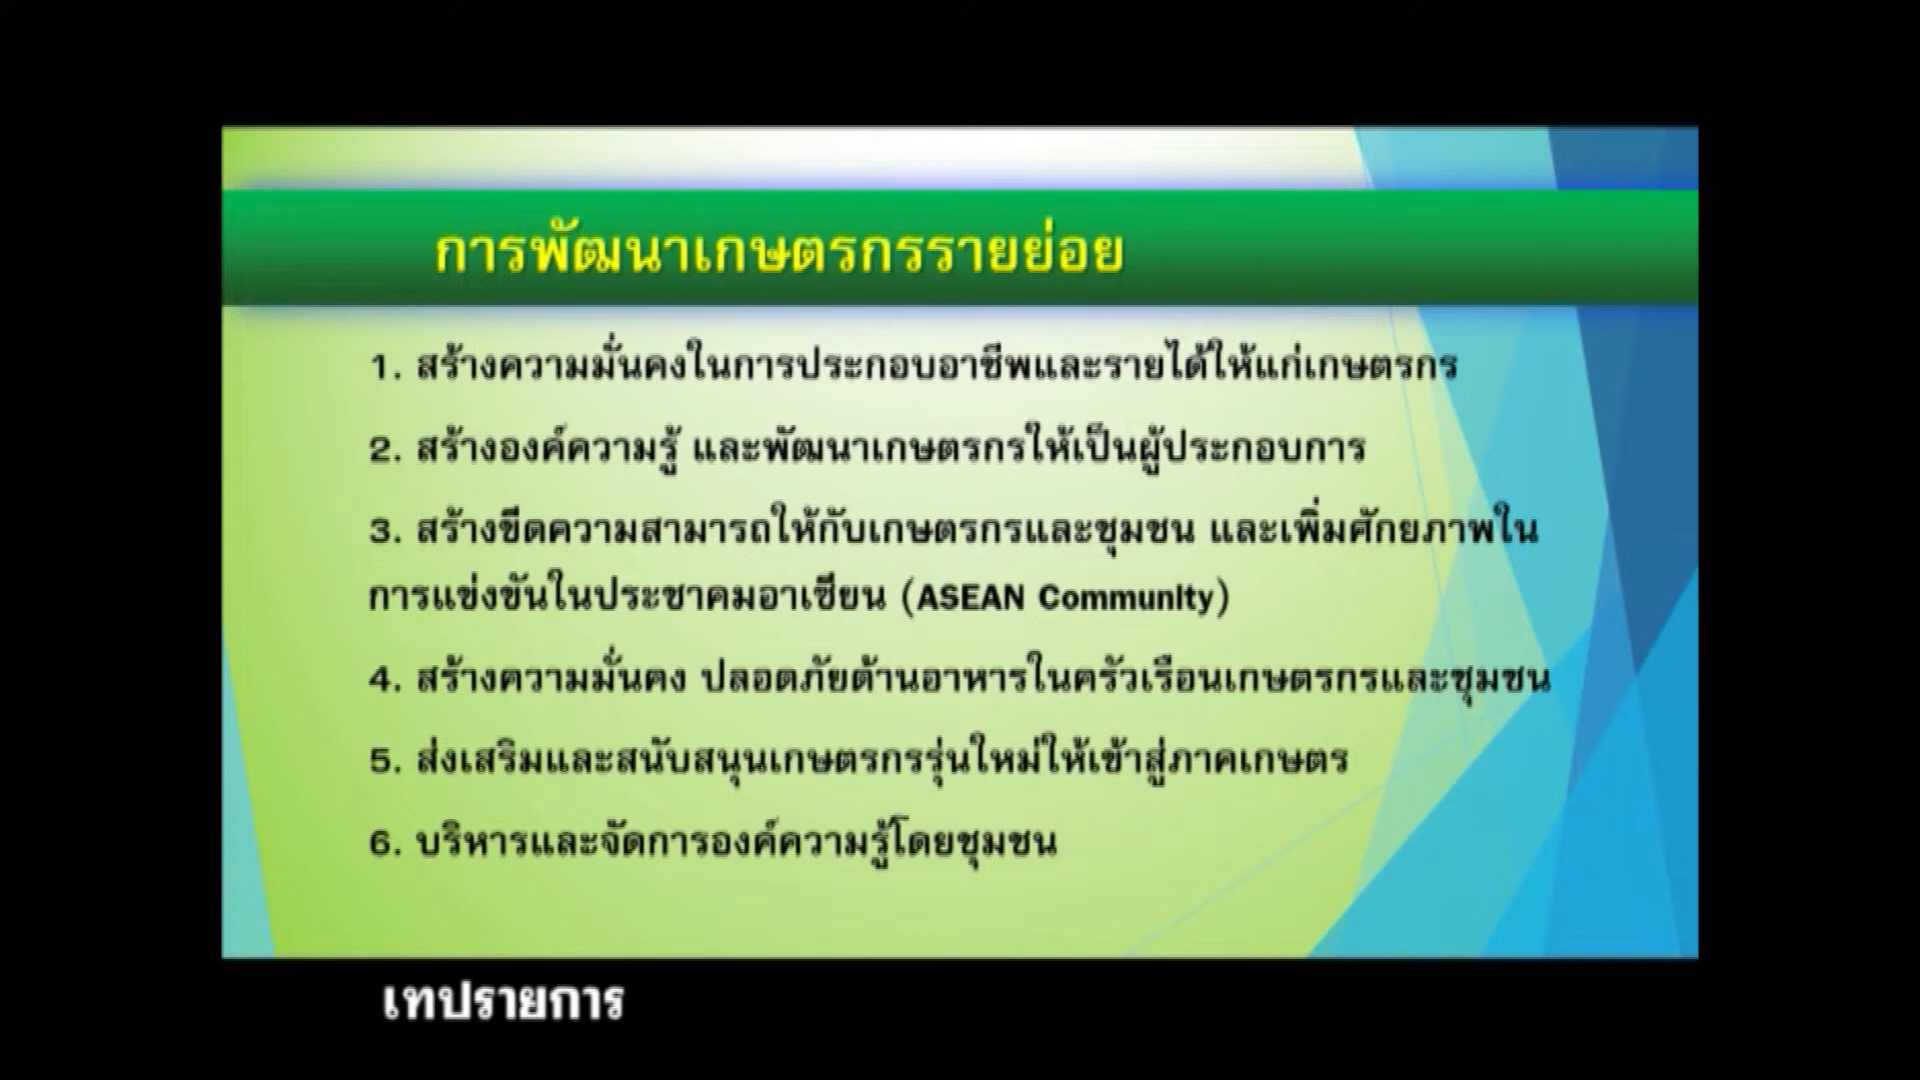 การพัฒนาเกษตรกรรายย่อย
1. สร้างความมั่นคงในการประกอบอาชีพและรายได้ให้แก่เกษตรกร
2. สร้างองค์ความรู้ และพัฒนาเกษตรกรให้เป็นผู้ประกอบการ
3. สร้างขีดความสามารถให้กับเกษตรกรและชุมชน และเพิ่มศักยภาพใน
การแข่งขันในประชาคมอาเซียน (ASEAN Community)
4. สร้างความมั่นคง ปลอดภัยด้านอาหารในครัวเรือนเกษตรกรและชุมชน
5. ส่งเสริมและสนับสนุนเกษตรกรรุ่นใหม่ให้เข้าสู่ภาคเกษตร
6. บริหารและจัดการองค์ความรู้โดยชุมชน
เทปรายการ